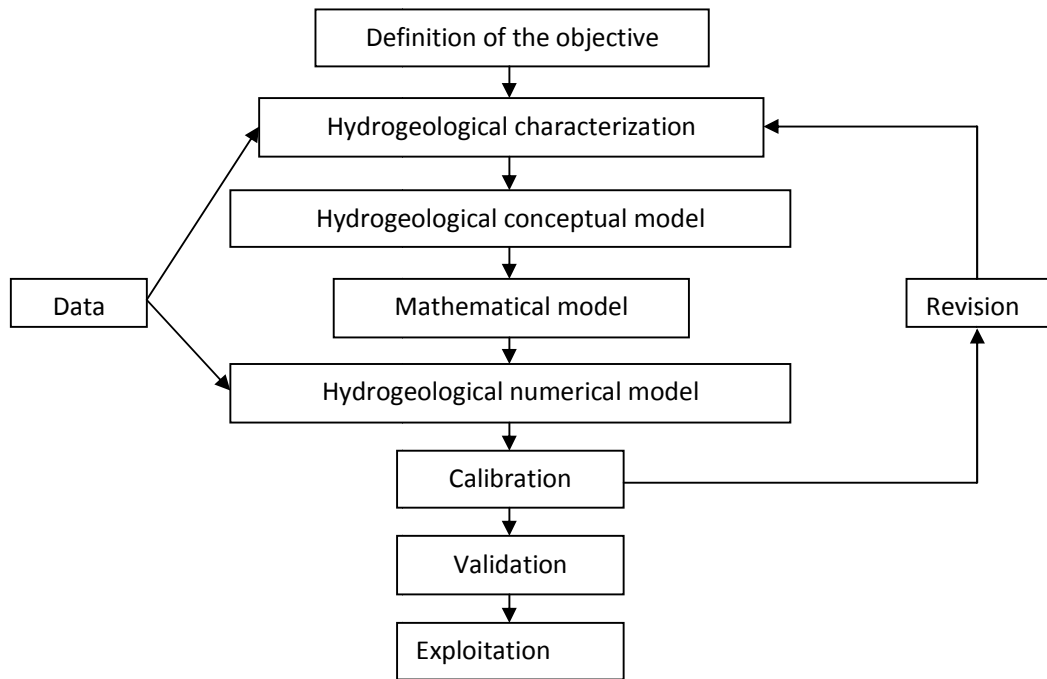 Definition of the objective
Hydrogeological characterization
Hydrogeological conceptual model
Data
Mathematical model
Revision
Hydrogeological numerical model
Calibration
Validation
Exploitation